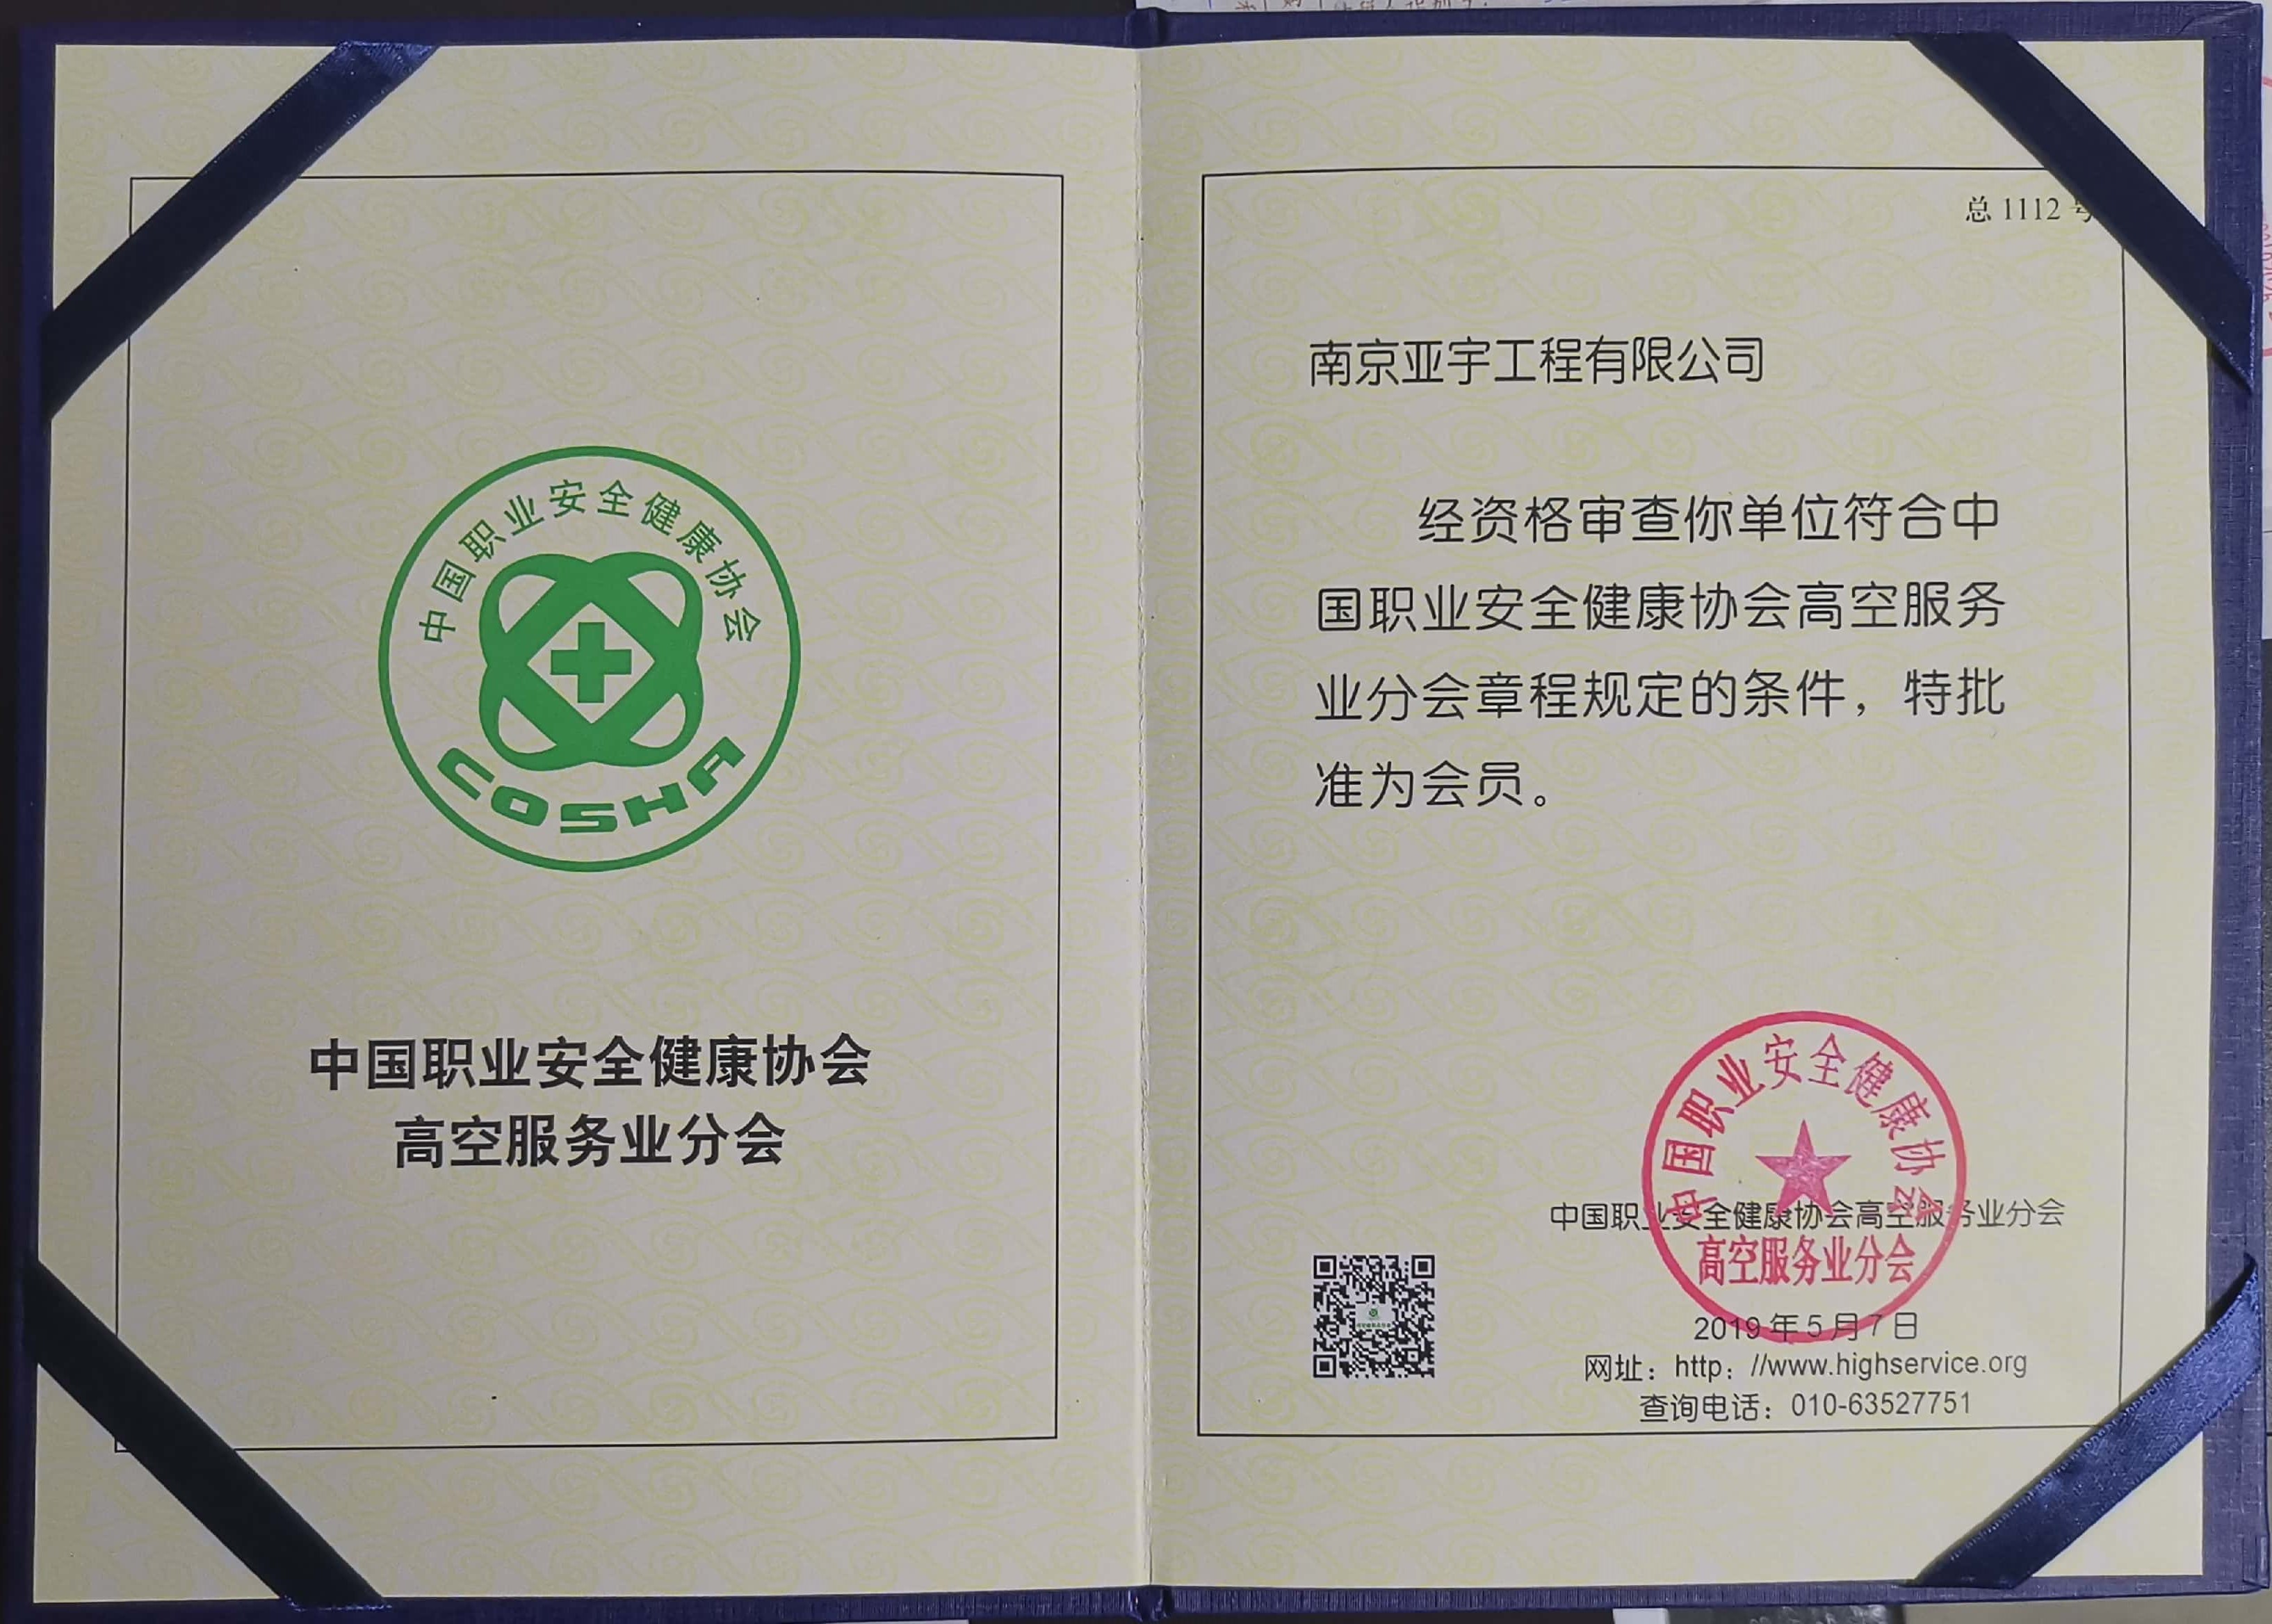 中国职业安全健康协会
COSHA
中国职业安全健康协会
高空服务业分会
总 1112 号
南京亚宇工程有限公司
经资格审查你单位符合中
国职业安全健康协会高空服务
业分会章程规定的条件，特批
准为会员。
中国职业安全健康协会
中国职业安全健康协会高空服务业分会
高空服务业分会
2019 年 5 月 7 日
网址：http：//www.highservice.org
查询电话：010-63527751